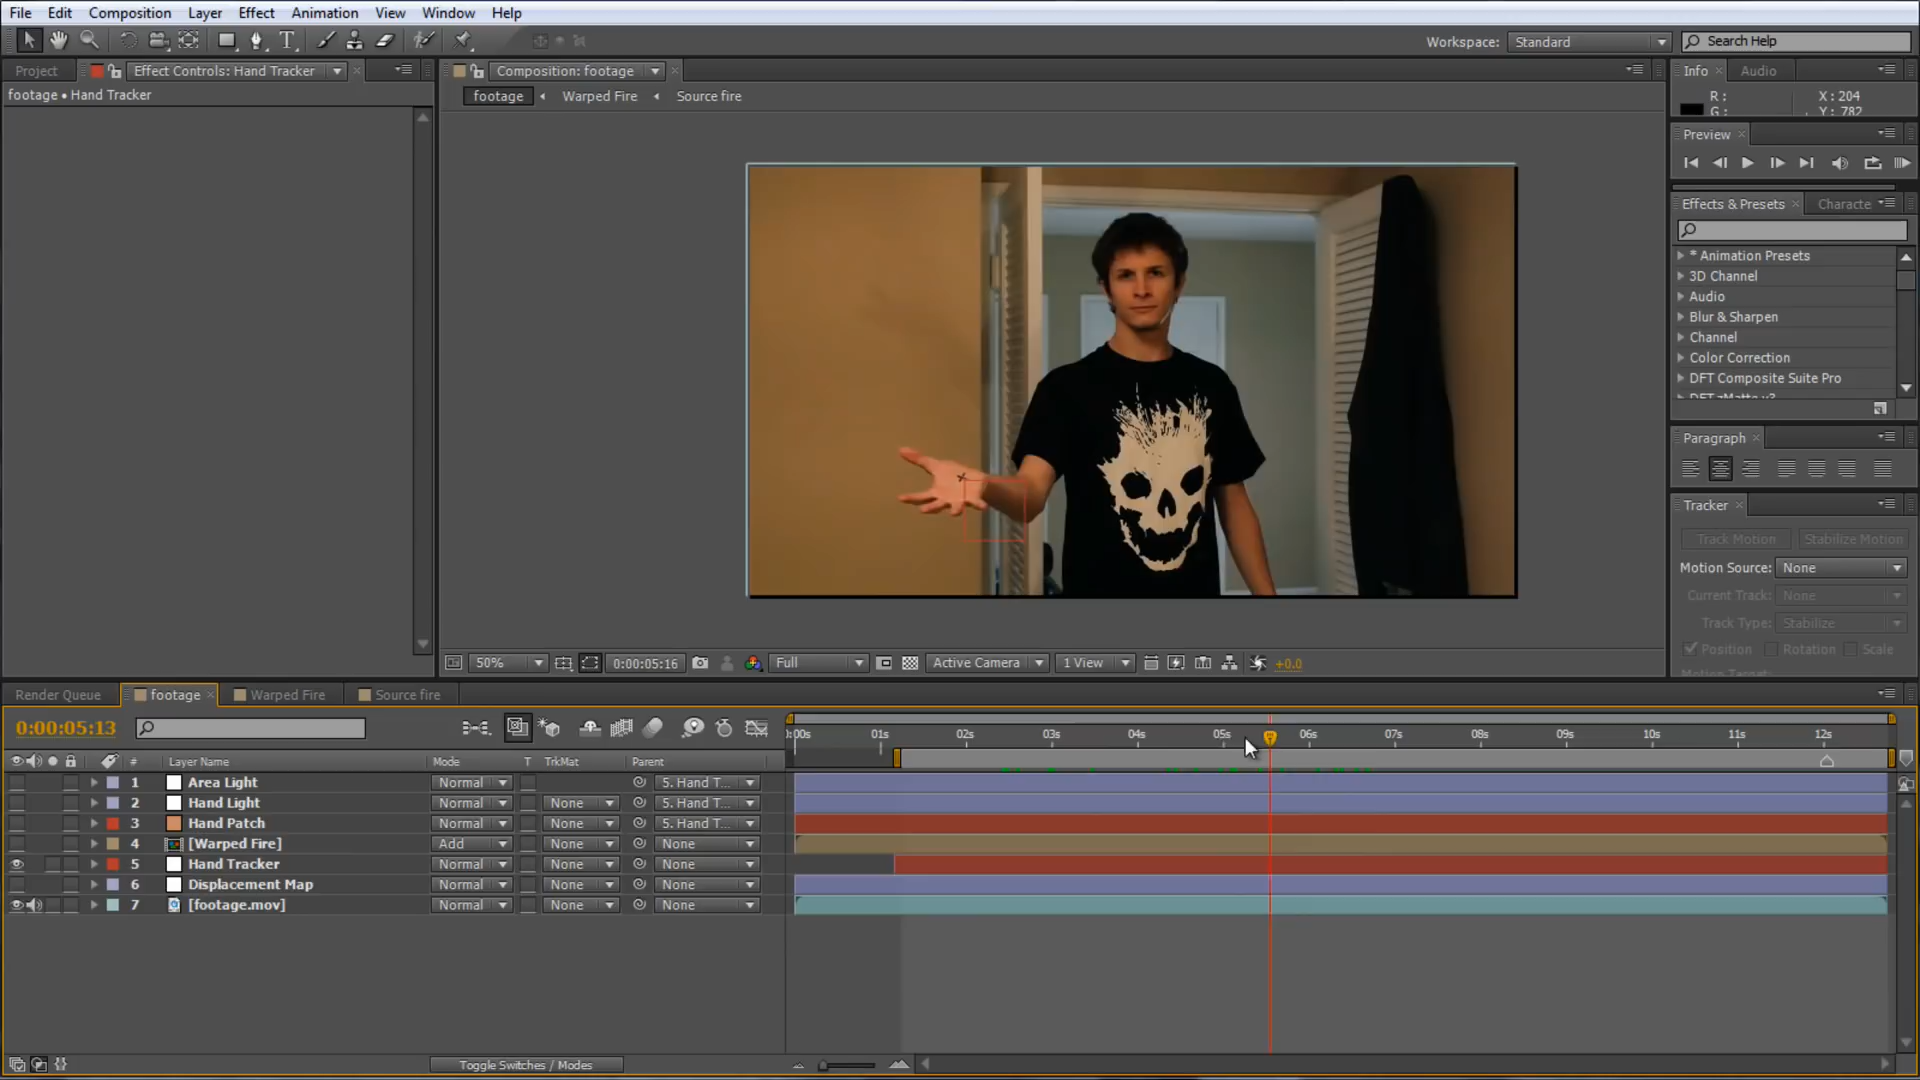 File Edit Composition Layer Effect Animation View Window Help
Workspace: Standard Search Help
Project Effect Controls: Hand Tracker
footage • Hand Tracker
Composition: footage
footage Warped Fire Source fire
Info Audio
R: X: 204
G: Y: 782
Preview
Effects & Presets Characte
* Animation Presets
3D Channel
Audio
Blur & Sharpen
Channel
Color Correction
DFT Composite Suite Pro
DFT zMatte v3
Paragraph
Tracker
Track Motion Stabilize Motion
Motion Source: None
Current Track: None
Track Type: Stabilize
Position Rotation Scale
Motion Target:
50% 0:00:05:16 Full Active Camera 1 View +0.0
Render Queue footage Warped Fire Source fire
0:00:05:13
:00s 01s 02s 03s 04s 05s 06s 07s 08s 09s 10s 11s 12s
# Layer Name Mode T TrkMat Parent
1 Area Light Normal 5. Hand T...
2 Hand Light Normal None 5. Hand T...
3 Hand Patch Normal None 5. Hand T...
4 [Warped Fire] Add None None
5 Hand Tracker Normal None None
6 Displacement Map Normal None None
7 [footage.mov] Normal None None
Toggle Switches / Modes